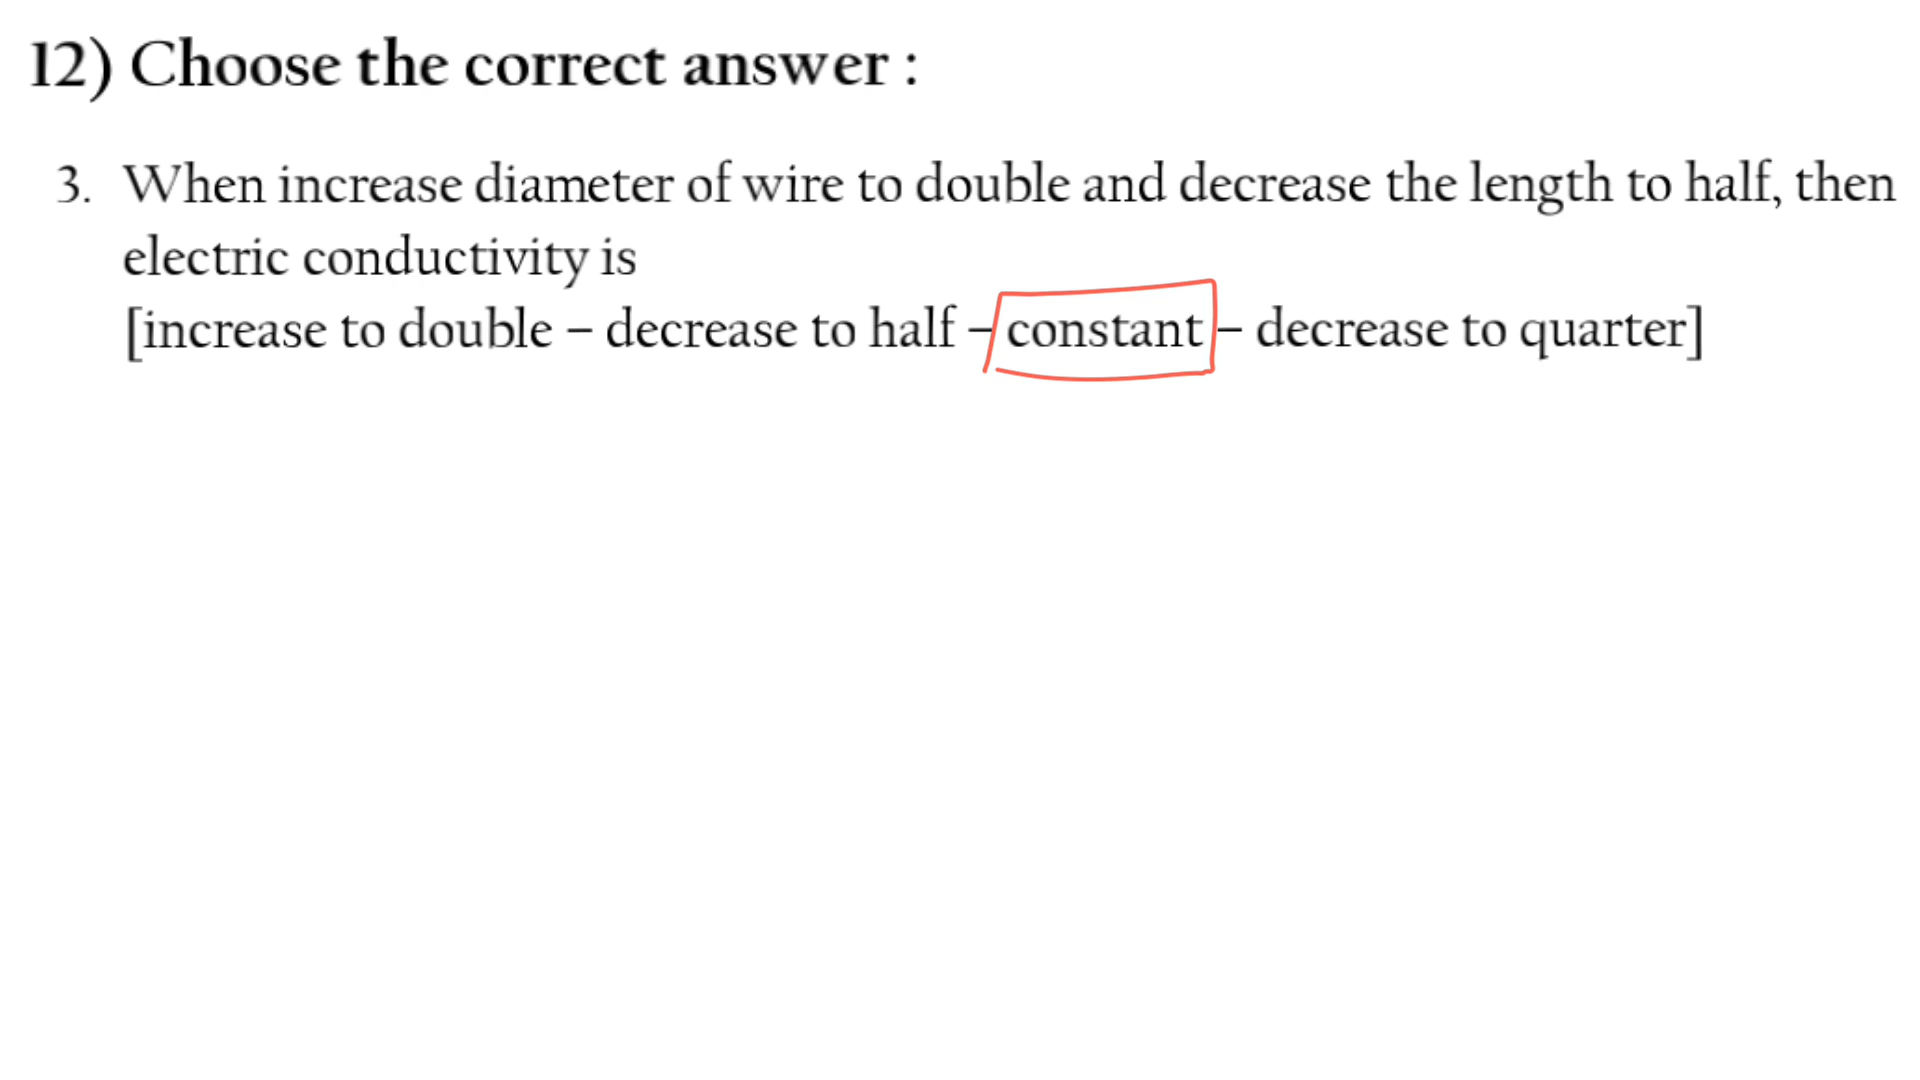 12) Choose the correct answer :
3. When increase diameter of wire to double and decrease the length to half, then
electric conductivity is
[increase to double – decrease to half – constant – decrease to quarter]